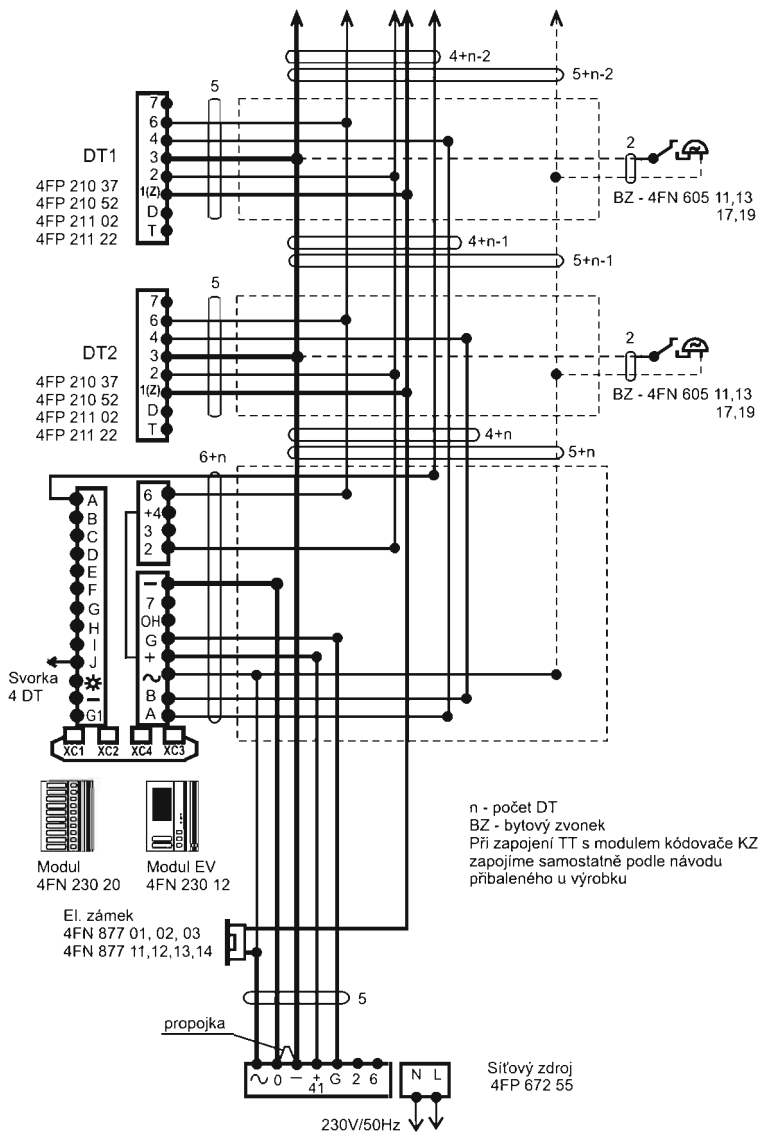 4+n-2
5+n-2
5
7
6
4
3
2
1(Z)
D
T
DT1
4FP 210 37
4FP 210 52
4FP 211 02
4FP 211 22
2
BZ - 4FN 605 11,13
17,19
4+n-1
5+n-1
5
7
6
4
3
2
1(Z)
D
T
DT2
4FP 210 37
4FP 210 52
4FP 211 02
4FP 211 22
2
BZ - 4FN 605 11,13
17,19
4+n
5+n
6+n
A
B
C
D
E
F
G
H
I
J
–
G1
6
+4
3
2
–
7
OH
G
+
~
B
A
Svorka
4 DT
XC1 XC2 XC4 XC3
Modul
4FN 230 20
Modul EV
4FN 230 12
n - počet DT
BZ - bytový zvonek
Při zapojení TT s modulem kódovače KZ
zapojíme samostatně podle návodu
přibaleného u výrobku
El. zámek
4FN 877 01, 02, 03
4FN 877 11,12,13,14
5
propojka
~ 0 – + G 2 6
41
N L
Síťový zdroj
4FP 672 55
230V/50Hz